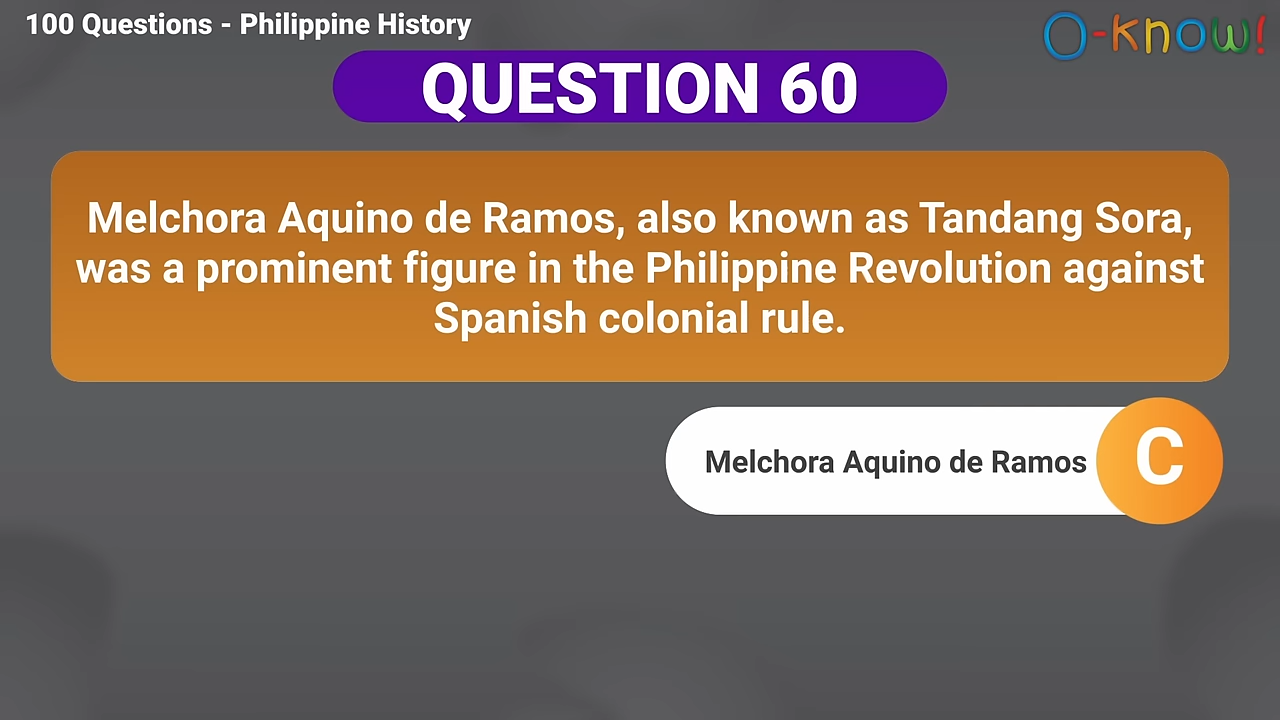 100 Questions - Philippine History
O-know!
QUESTION 60
Melchora Aquino de Ramos, also known as Tandang Sora,
was a prominent figure in the Philippine Revolution against
Spanish colonial rule.
Melchora Aquino de Ramos
C